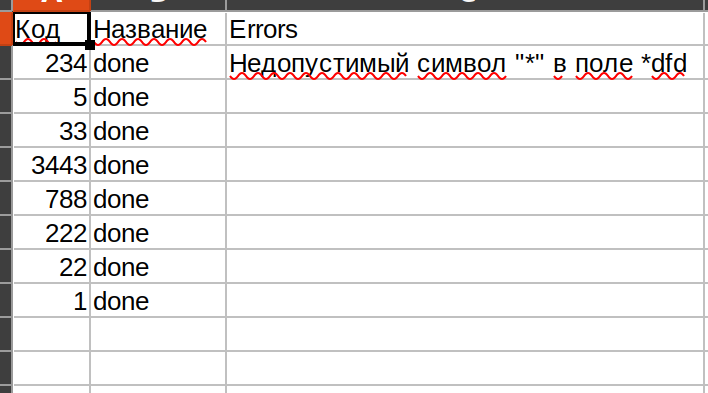 Код Название Errors
234 done Недопустимый символ "*" в поле *dfd
5 done
33 done
3443 done
788 done
222 done
22 done
1 done